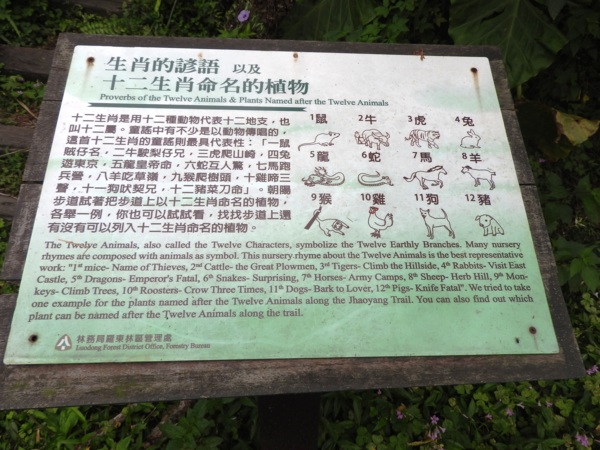 生肖的諺語 以及
十二生肖命名的植物
Proverbs of the Twelve Animals & Plants Named after the Twelve Animals
十二生肖是用十二種動物代表十二地支，也
叫十二屬。童謠中有不少是以動物傳唱的，
這首十二生肖的童謠則最具代表性：「一鼠
賊仔名，二牛駛犁仔兄，三虎爬山崎，四兔
遊東京，五龍皇帝命，六蛇互人驚，七馬跑
兵營，八羊吃草嶺，九猴爬樹頭，十雞啼三
聲，十一狗吠契兄，十二豬菜刀命」。朝陽
步道試著把步道上以十二生肖命名的植物，
各舉一例，你也可以試試看，找找步道上還
有沒有可以列入十二生肖命名的植物。
1鼠 2牛 3虎 4兔
5龍 6蛇 7馬 8羊
9猴 10雞 11狗 12豬
The Twelve Animals, also called the Twelve Characters, symbolize the Twelve Earthly Branches. Many nursery
rhymes are composed with animals as symbol. This nursery rhyme about the Twelve Animals is the best representative
work: "1st mice- Name of Thieves, 2nd Cattle- the Great Plowmen, 3rd Tigers- Climb the Hillside, 4th Rabbits- Visit East
Castle, 5th Dragons- Emperor's Fatal, 6th Snakes- Surprising, 7th Horses- Army Camps, 8th Sheep- Herb Hill, 9th Mon-
keys- Climb Trees, 10th Roosters- Crow Three Times, 11th Dogs- Bark to Lover, 12th Pigs- Knife Fatal". We tried to take
one example for the plants named after the Twelve Animals along the Jhaoyang Trail. You can also find out which
plant can be named after the Twelve Animals along the trail.
林務局羅東林區管理處
Luodong Forest District Office, Forestry Bureau